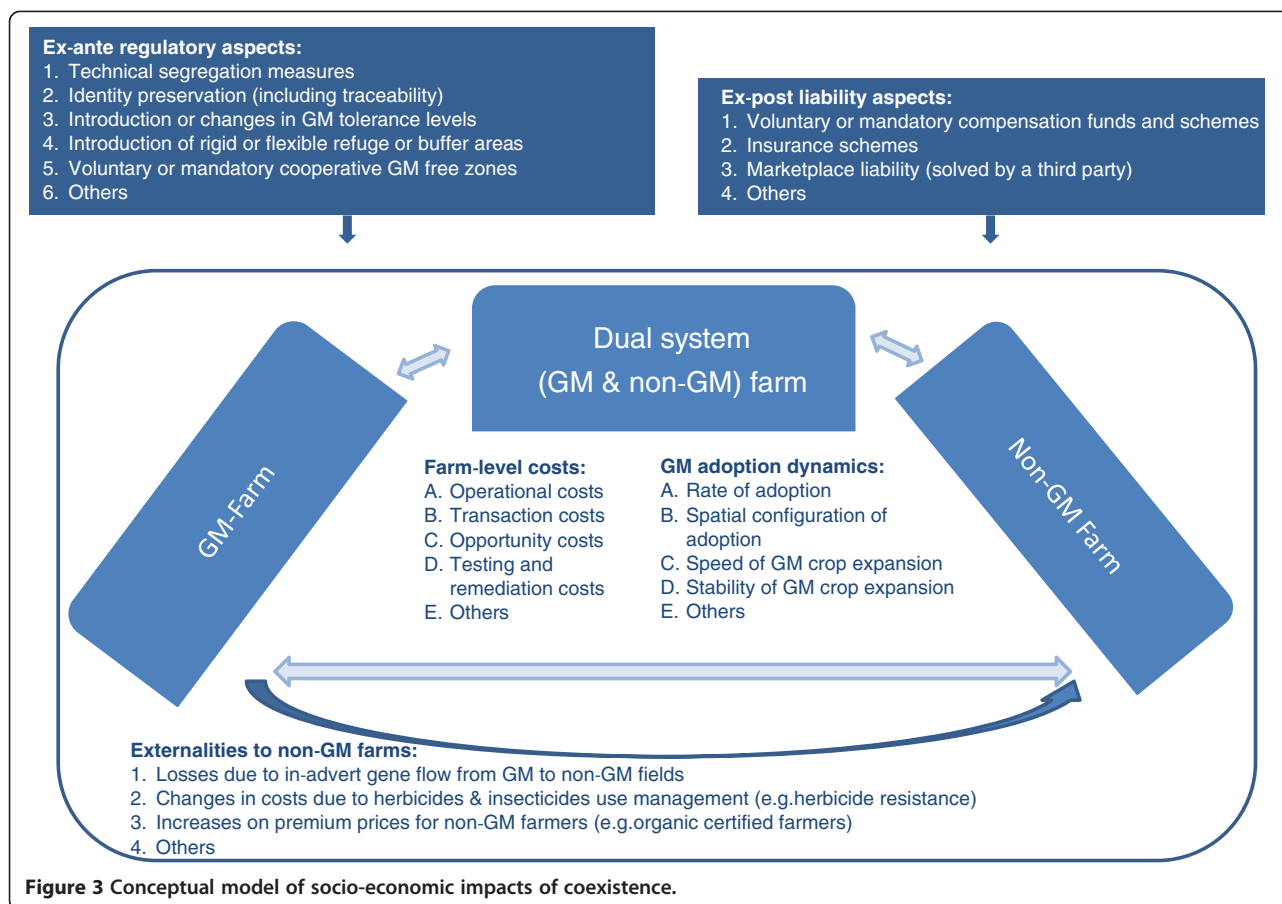 Ex-ante regulatory aspects:
1. Technical segregation measures
2. Identity preservation (including traceability)
3. Introduction or changes in GM tolerance levels
4. Introduction of rigid or flexible refuge or buffer areas
5. Voluntary or mandatory cooperative GM free zones
6. Others
Ex-post liability aspects:
1. Voluntary or mandatory compensation funds and schemes
2. Insurance schemes
3. Marketplace liability (solved by a third party)
4. Others
Dual system
(GM & non-GM) farm
GM-Farm
Non-GM Farm
Farm-level costs:
A. Operational costs
B. Transaction costs
C. Opportunity costs
D. Testing and
remediation costs
E. Others
GM adoption dynamics:
A. Rate of adoption
B. Spatial configuration of
adoption
C. Speed of GM crop expansion
D. Stability of GM crop expansion
E. Others
Externalities to non-GM farms:
1. Losses due to in-advert gene flow from GM to non-GM fields
2. Changes in costs due to herbicides & insecticides use management (e.g.herbicide resistance)
3. Increases on premium prices for non-GM farmers (e.g.organic certified farmers)
4. Others
Figure 3 Conceptual model of socio-economic impacts of coexistence.